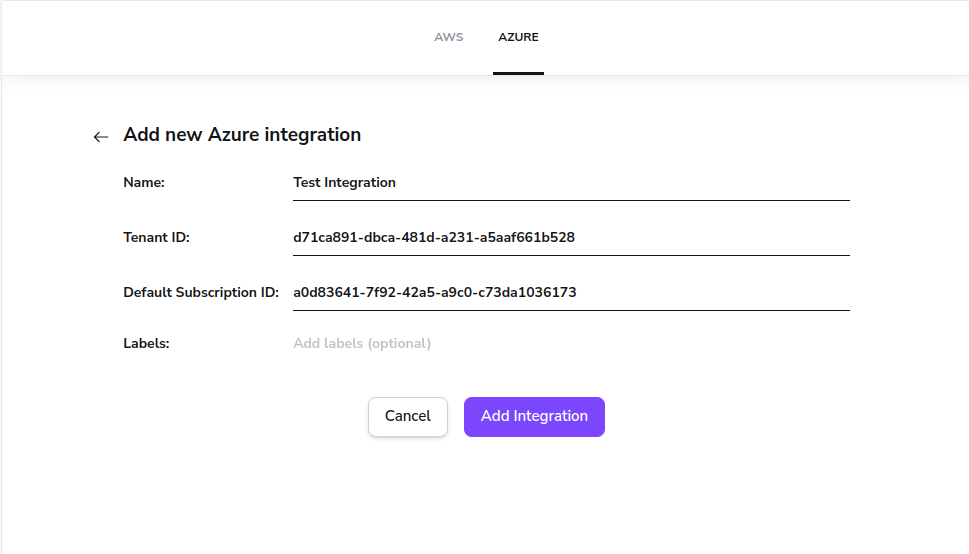 AWS AZURE
Add new Azure integration
Name: Test Integration
Tenant ID: d71ca891-dbca-481d-a231-a5aaf661b528
Default Subscription ID: a0d83641-7f92-42a5-a9c0-c73da1036173
Labels: Add labels (optional)
Cancel Add Integration